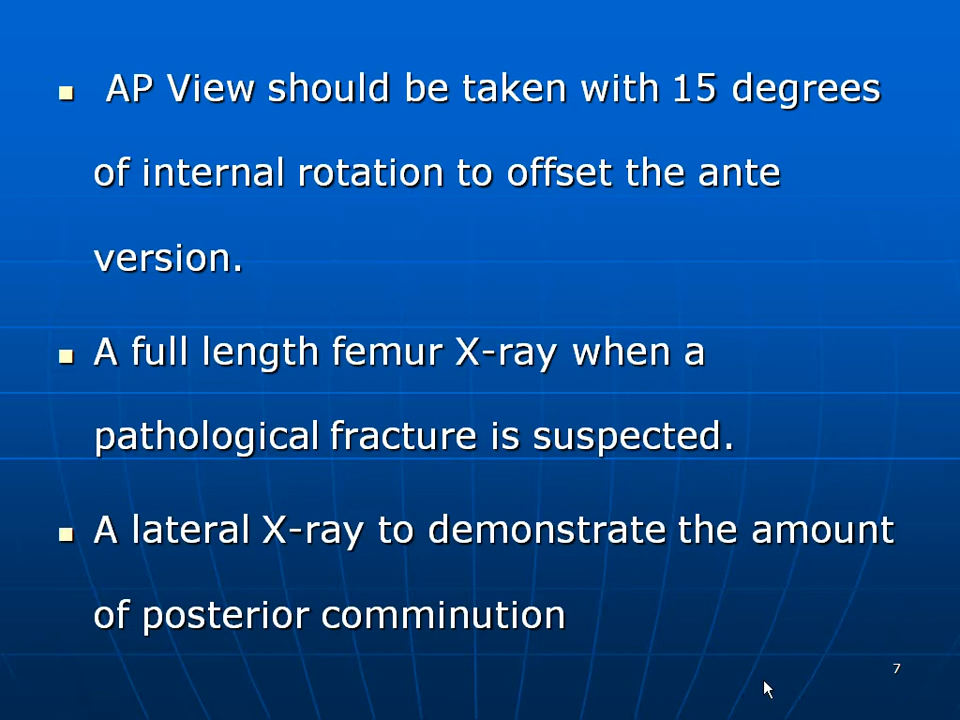 AP View should be taken with 15 degrees
of internal rotation to offset the ante
version.
A full length femur X-ray when a
pathological fracture is suspected.
A lateral X-ray to demonstrate the amount
of posterior comminution
7